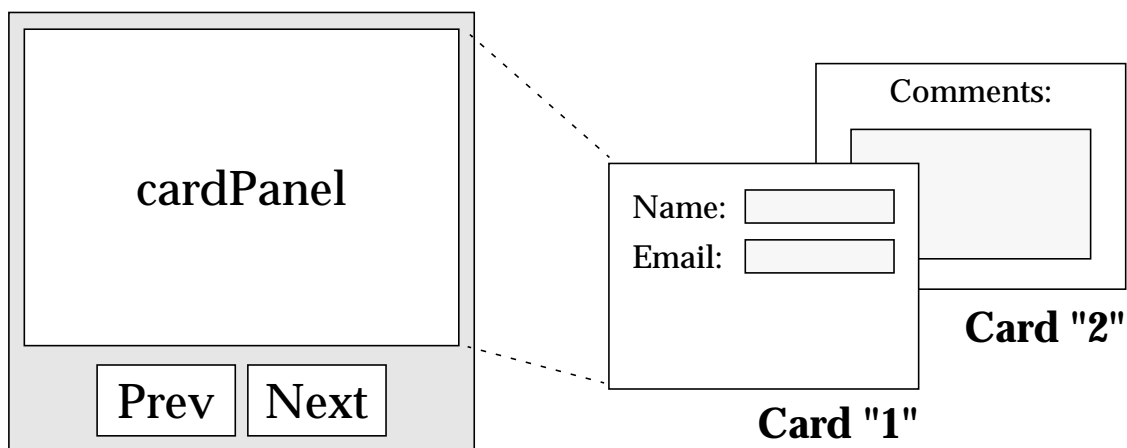 cardPanel
Prev
Next
Name:
Email:
Card "1"
Comments:
Card "2"